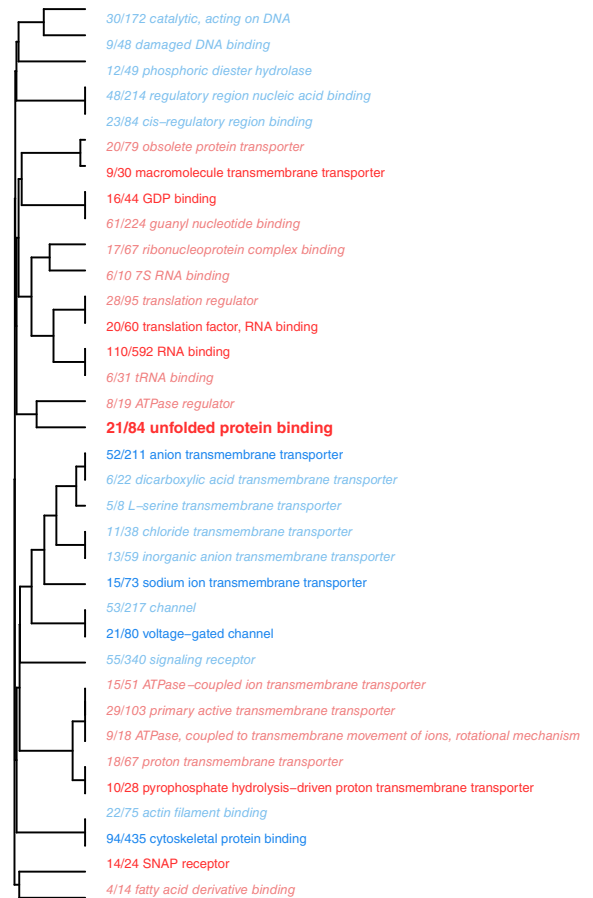 30/172 catalytic, acting on DNA
9/48 damaged DNA binding
12/49 phosphoric diester hydrolase
48/214 regulatory region nucleic acid binding
23/84 cis−regulatory region binding
20/79 obsolete protein transporter
9/30 macromolecule transmembrane transporter
16/44 GDP binding
61/224 guanyl nucleotide binding
17/67 ribonucleoprotein complex binding
6/10 7S RNA binding
28/95 translation regulator
20/60 translation factor, RNA binding
110/592 RNA binding
6/31 tRNA binding
8/19 ATPase regulator
21/84 unfolded protein binding
52/211 anion transmembrane transporter
6/22 dicarboxylic acid transmembrane transporter
5/8 L−serine transmembrane transporter
11/38 chloride transmembrane transporter
13/59 inorganic anion transmembrane transporter
15/73 sodium ion transmembrane transporter
53/217 channel
21/80 voltage−gated channel
55/340 signaling receptor
15/51 ATPase−coupled ion transmembrane transporter
29/103 primary active transmembrane transporter
9/18 ATPase, coupled to transmembrane movement of ions, rotational mechanism
18/67 proton transmembrane transporter
10/28 pyrophosphate hydrolysis−driven proton transmembrane transporter
22/75 actin filament binding
94/435 cytoskeletal protein binding
14/24 SNAP receptor
4/14 fatty acid derivative binding